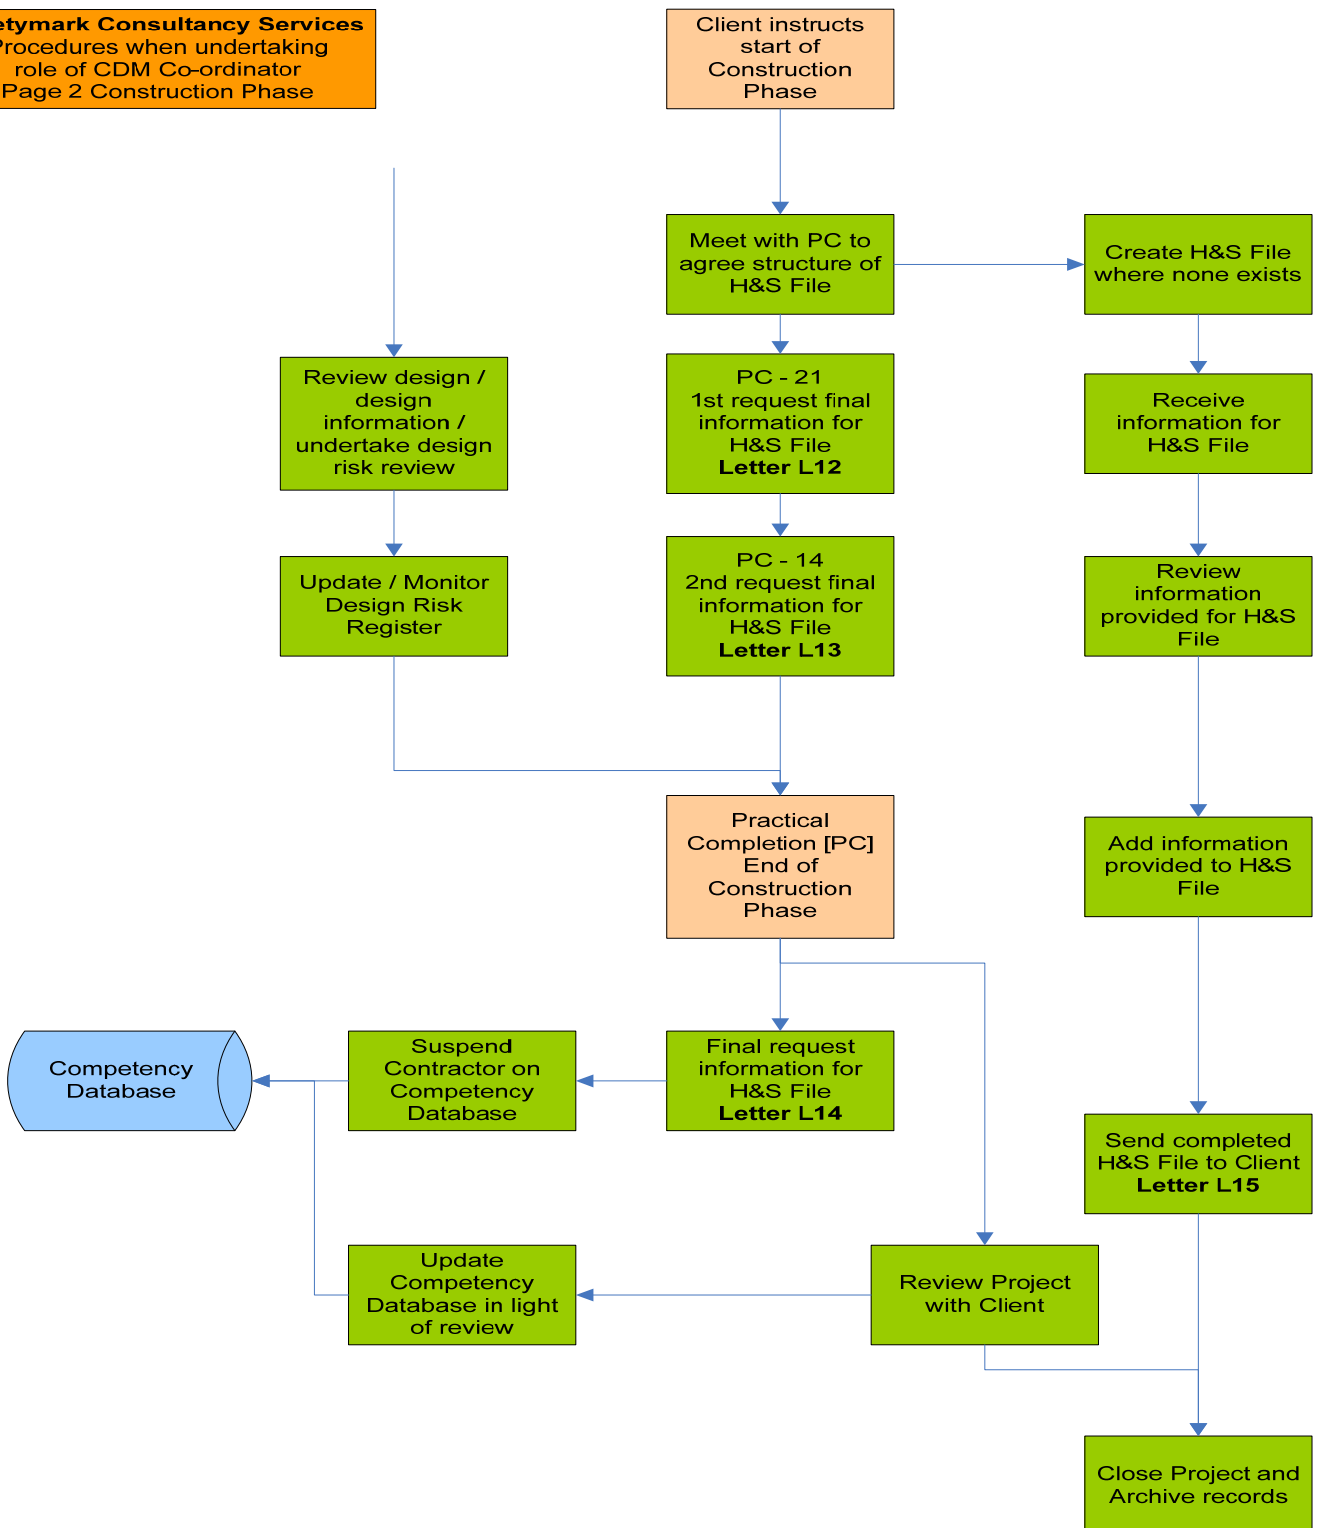 etymark Consultancy Services
Procedures when undertaking
role of CDM Co-ordinator
Page 2 Construction Phase
Client instructs
start of
Construction
Phase
Meet with PC to
agree structure of
H&S File
Create H&S File
where none exists
Review design /
design
information /
undertake design
risk review
PC - 21
1st request final
information for
H&S File
Letter L12
Receive
information for
H&S File
Update / Monitor
Design Risk
Register
PC - 14
2nd request final
information for
H&S File
Letter L13
Review
information
provided for H&S
File
Practical
Completion [PC]
End of
Construction
Phase
Add information
provided to H&S
File
Competency
Database
Suspend
Contractor on
Competency
Database
Final request
information for
H&S File
Letter L14
Send completed
H&S File to Client
Letter L15
Update
Competency
Database in light
of review
Review Project
with Client
Close Project and
Archive records